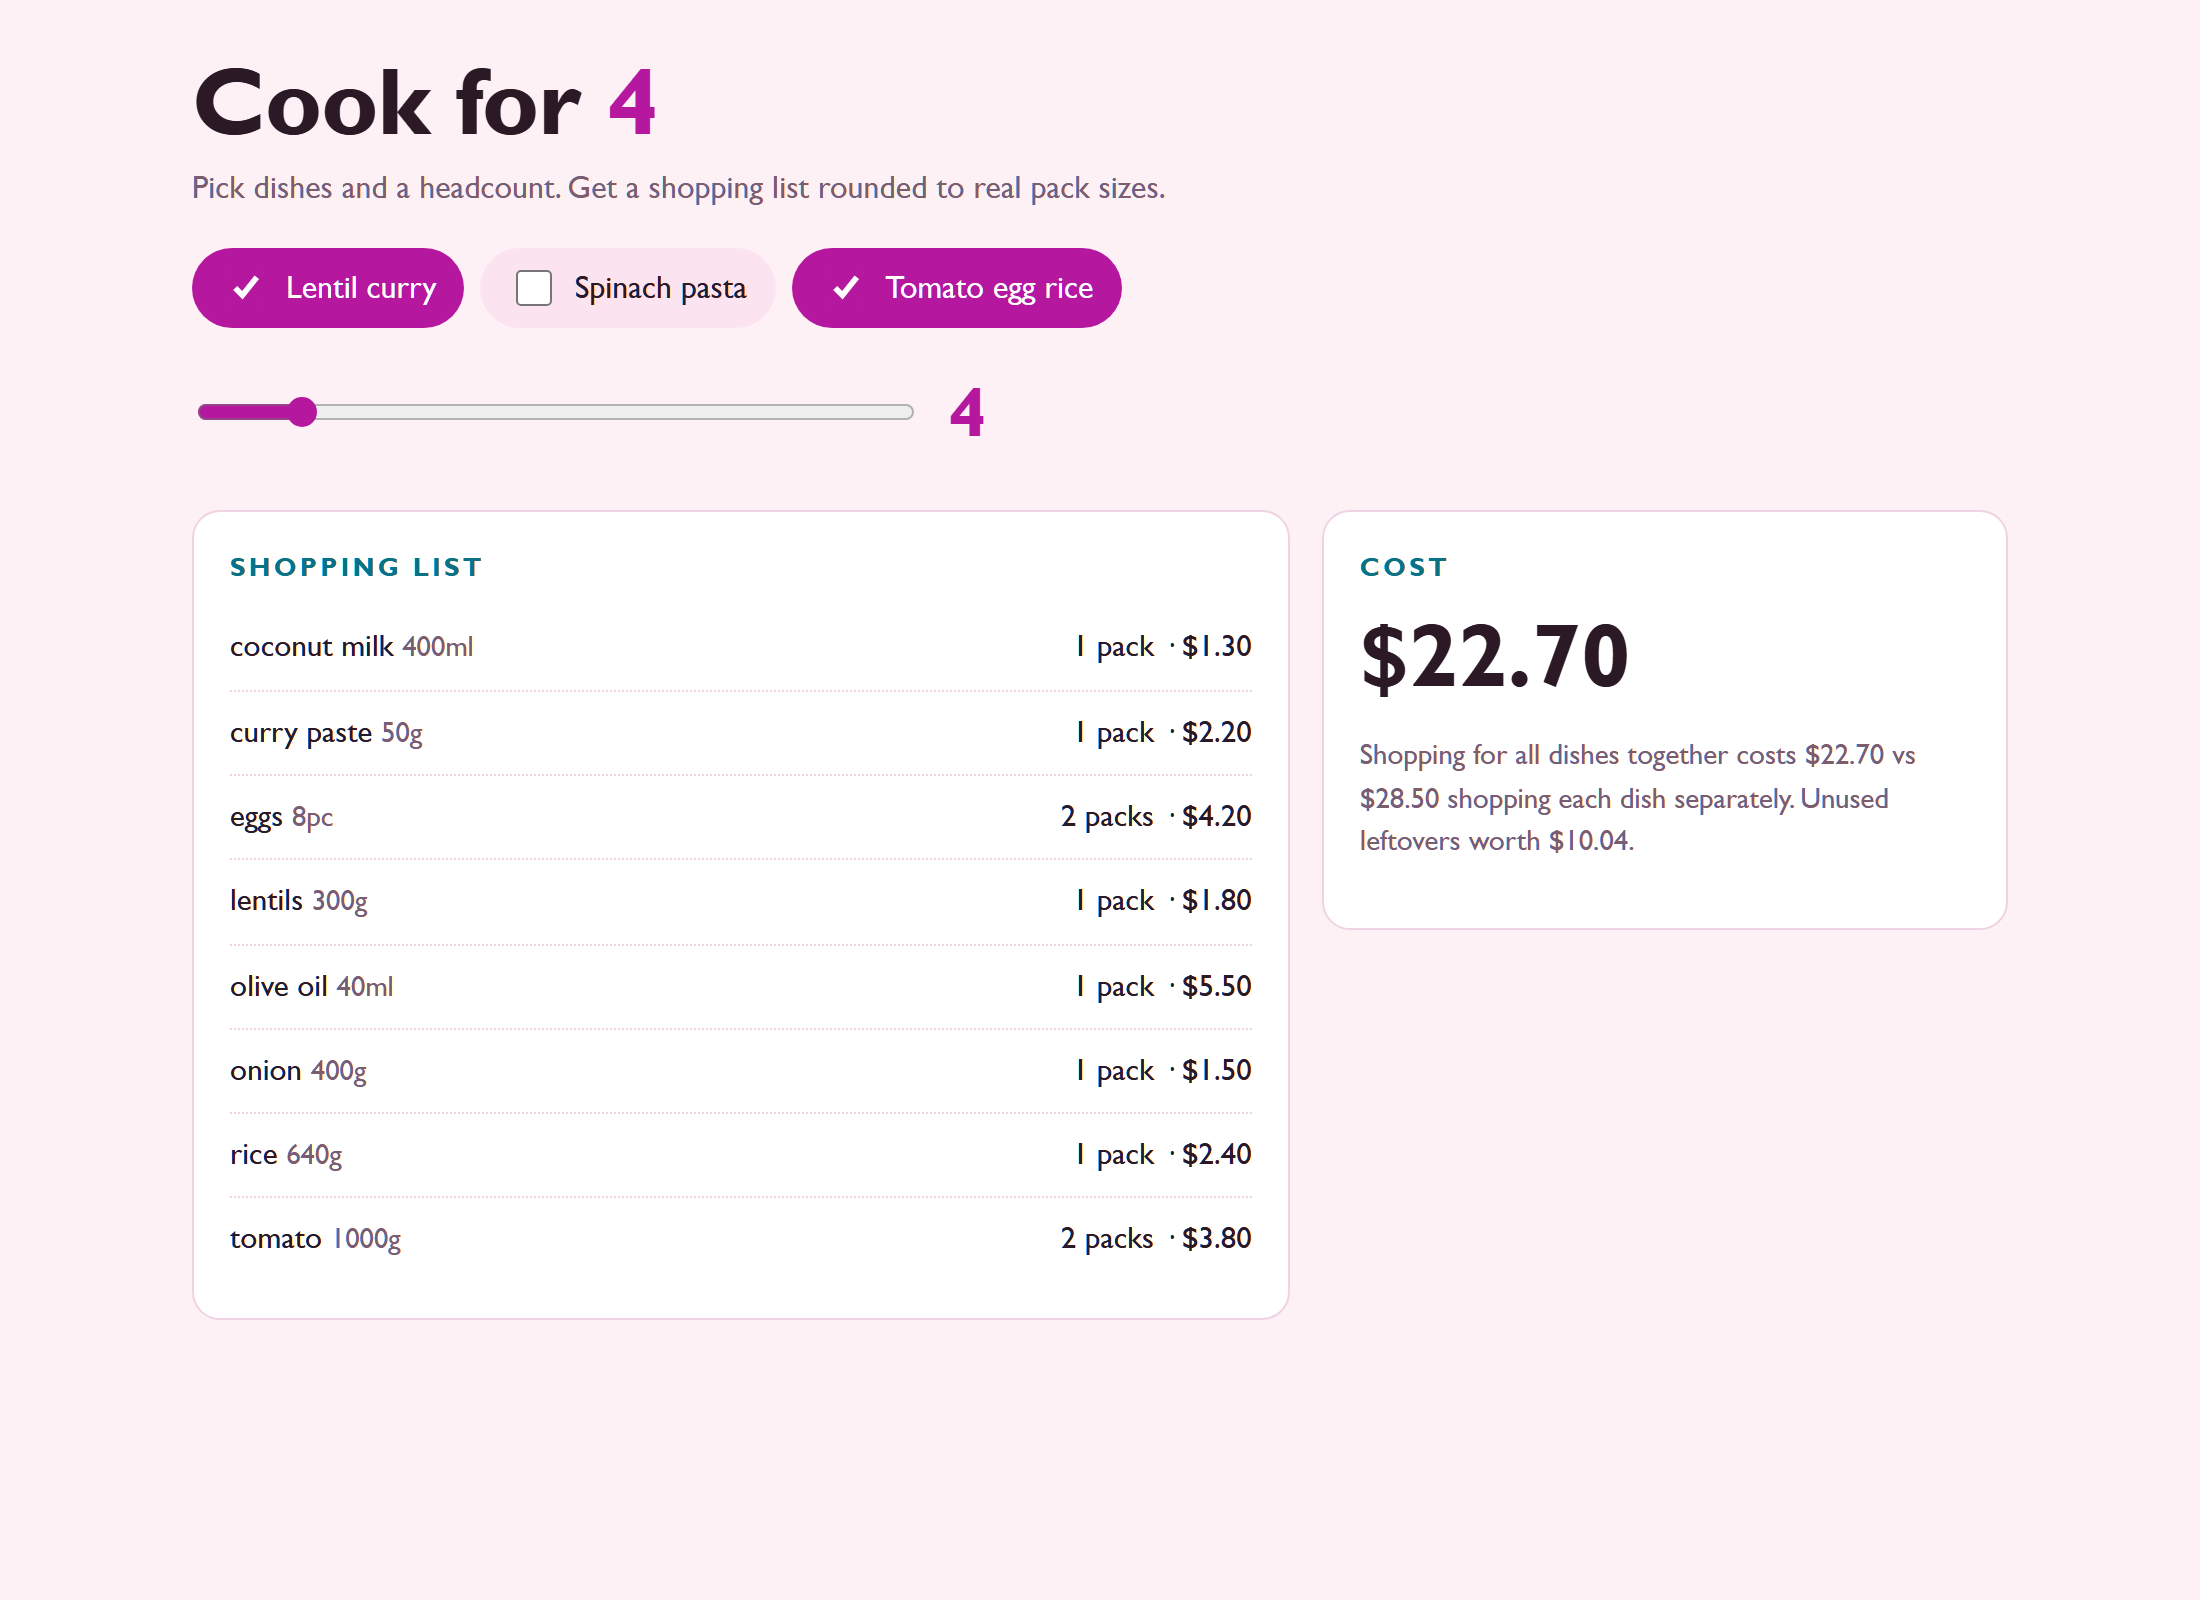 Cook for 4
Pick dishes and a headcount. Get a shopping list rounded to real pack sizes.
Lentil curry Spinach pasta Tomato egg rice
4
SHOPPING LIST
coconut milk 400ml 1 pack · $1.30
curry paste 50g 1 pack · $2.20
eggs 8pc 2 packs · $4.20
lentils 300g 1 pack · $1.80
olive oil 40ml 1 pack · $5.50
onion 400g 1 pack · $1.50
rice 640g 1 pack · $2.40
tomato 1000g 2 packs · $3.80
COST
$22.70
Shopping for all dishes together costs $22.70 vs
$28.50 shopping each dish separately. Unused
leftovers worth $10.04.